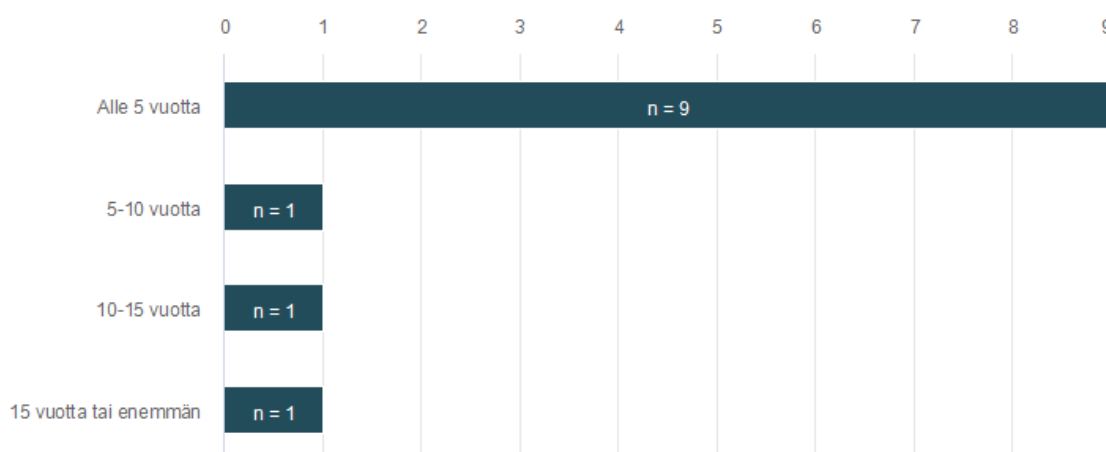 0 1 2 3 4 5 6 7 8 9
Alle 5 vuotta n = 9
5-10 vuotta n = 1
10-15 vuotta n = 1
15 vuotta tai enemmän n = 1